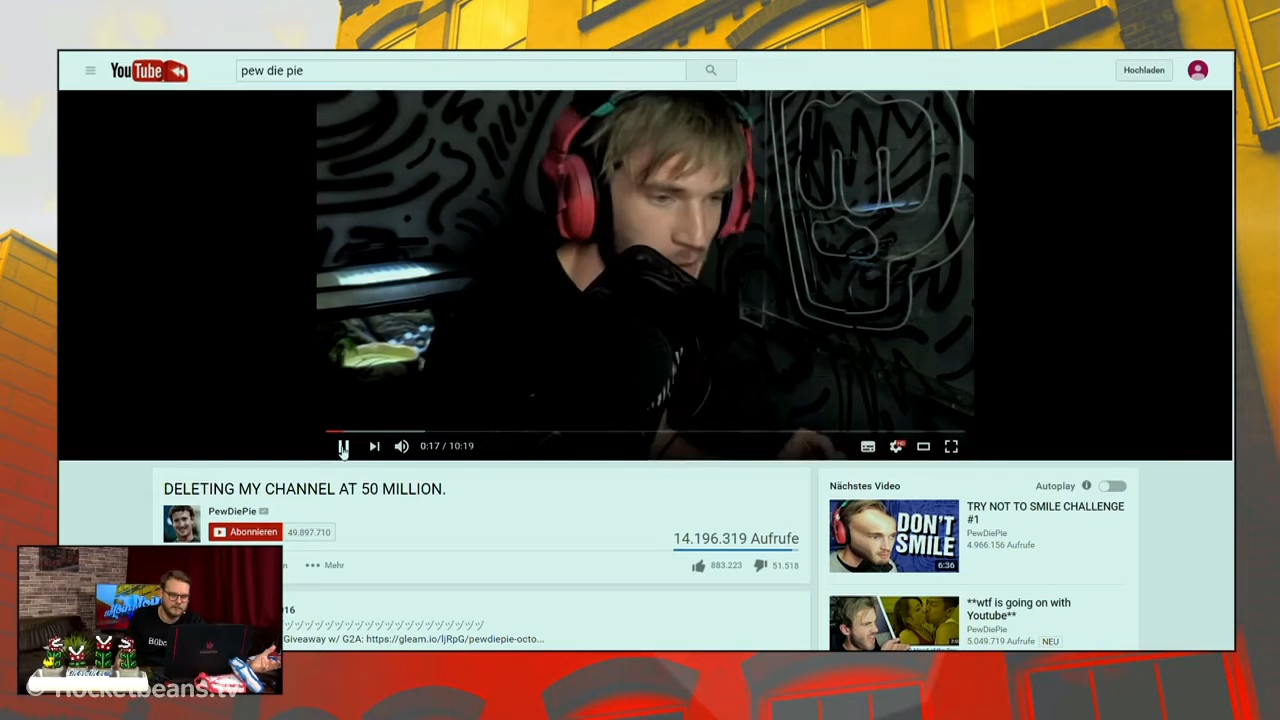 YouTube
pew die pie
Hochladen
0:17 / 10:19
HD
DELETING MY CHANNEL AT 50 MILLION.
PewDiePie
Abonnieren
49.897.710
14.196.319 Aufrufe
Mehr
883.223
51.518
Giveaway w/ G2A: https://gleam.io/ljRpG/pewdiepie-octo...
Nächstes Video
Autoplay
DON'T
SMILE
6:36
TRY NOT TO SMILE CHALLENGE
#1
PewDiePie
4.966.156 Aufrufe
**wtf is going on with
Youtube**
PewDiePie
5.049.719 Aufrufe
NEU
Rocketbeans.tv